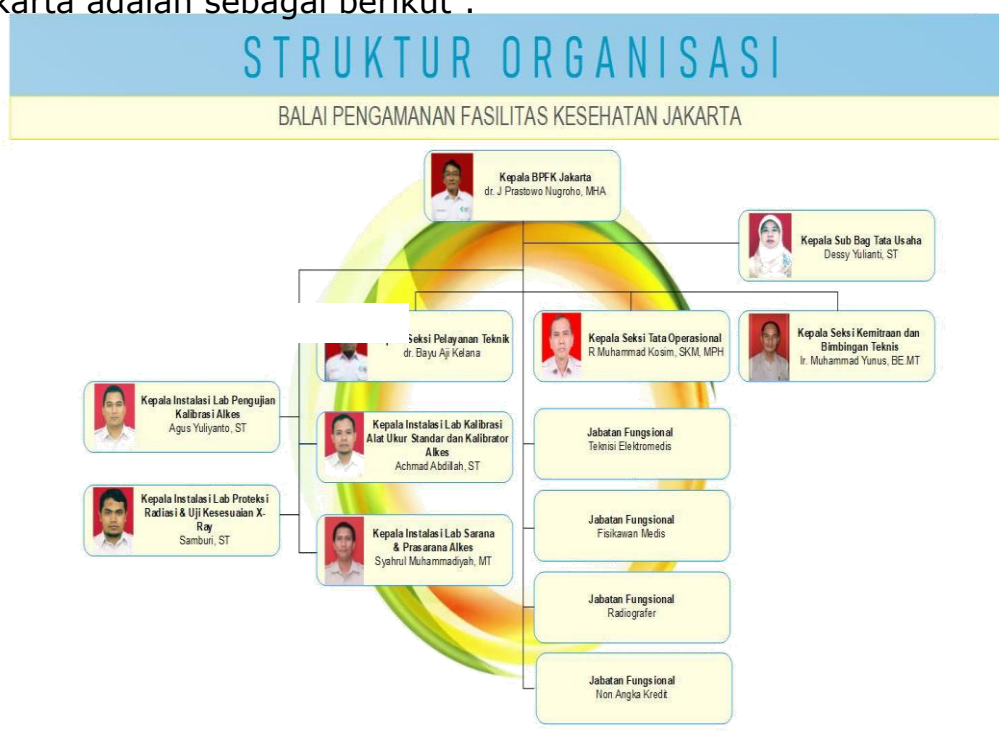 karta adalah sebagai berikut :
STRUKTUR ORGANISASI
BALAI PENGAMANAN FASILITAS KESEHATAN JAKARTA
Kepala BPFK Jakarta
dr. J Prastowo Nugroho, MHA
Kepala Sub Bag Tata Usaha
Dessy Yulianti, ST
Seksi Pelayanan Teknik
dr. Bayu Aji Kelana
Kepala Seksi Tata Operasional
R Muhammad Kosim, SKM, MPH
Kepala Seksi Kemitraan dan
Bimbingan Teknis
Ir. Muhammad Yunus, BE.MT
Kepala Instalasi Lab Pengujian
Kalibrasi Alkes
Agus Yuliyanto, ST
Kepala Instalasi Lab Kalibrasi
Alat Ukur Standar dan Kalibrator
Alkes
Achmad Abdillah, ST
Jabatan Fungsional
Teknisi Elektromedis
Kepala Instalasi Lab Proteksi
Radiasi & Uji Kesesuaian X-
Ray
Samburi, ST
Kepala Instalasi Lab Sarana
& Prasarana Alkes
Syahrul Muhammadiyah, MT
Jabatan Fungsional
Fisikawan Medis
Jabatan Fungsional
Radiografer
Jabatan Fungsional
Non Angka Kredit